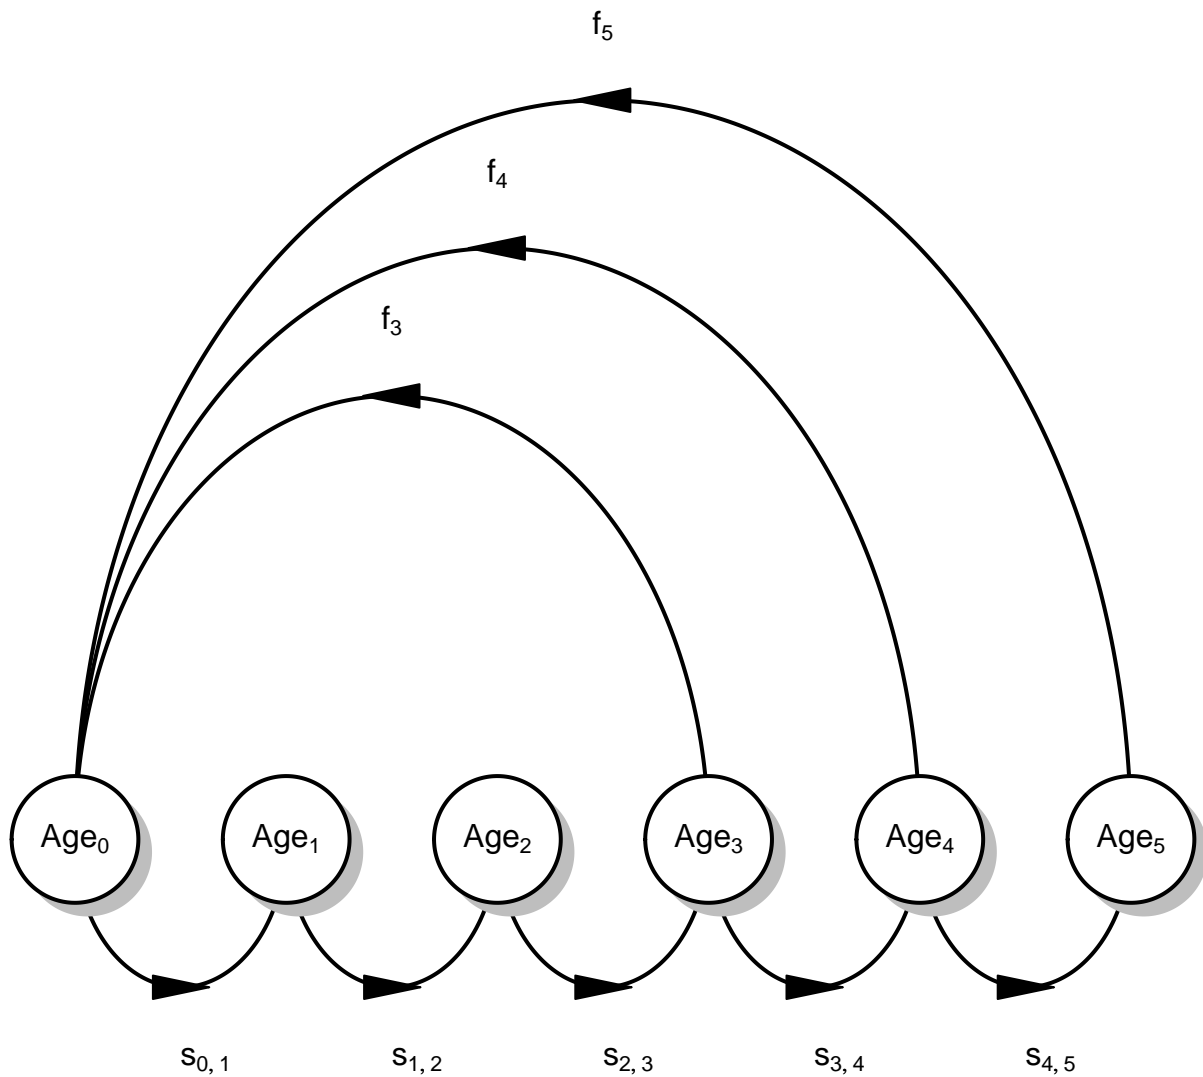 f5
f4
f3
Age0 Age1 Age2 Age3 Age4 Age5
s0, 1 s1, 2 s2, 3 s3, 4 s4, 5